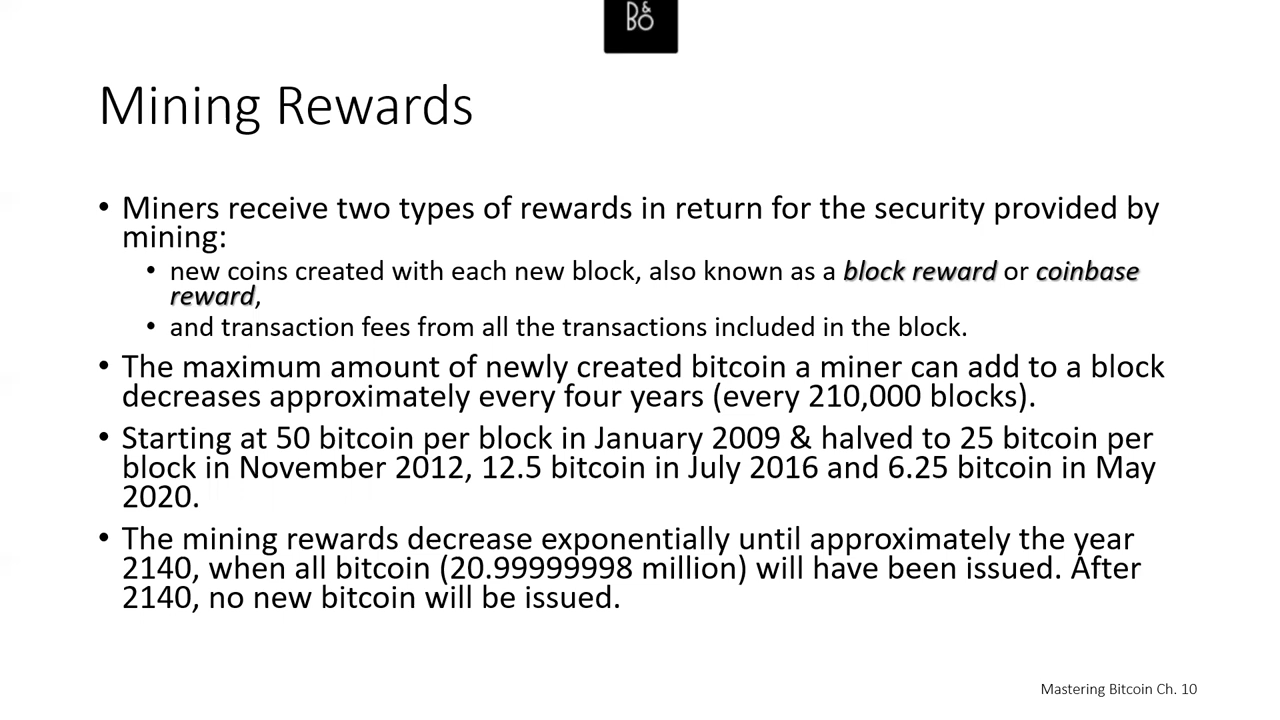 D&
BO
Mining Rewards
• Miners receive two types of rewards in return for the security provided by
mining:
• new coins created with each new block, also known as a block reward or coinbase
reward,
• and transaction fees from all the transactions included in the block.
• The maximum amount of newly created bitcoin a miner can add to a block
decreases approximately every four years (every 210,000 blocks).
• Starting at 50 bitcoin per block in January 2009 & halved to 25 bitcoin per
block in November 2012, 12.5 bitcoin in July 2016 and 6.25 bitcoin in May
2020.
• The mining rewards decrease exponentially until approximately the year
2140, when all bitcoin (20.99999998 million) will have been issued. After
2140, no new bitcoin will be issued.
Mastering Bitcoin Ch. 10